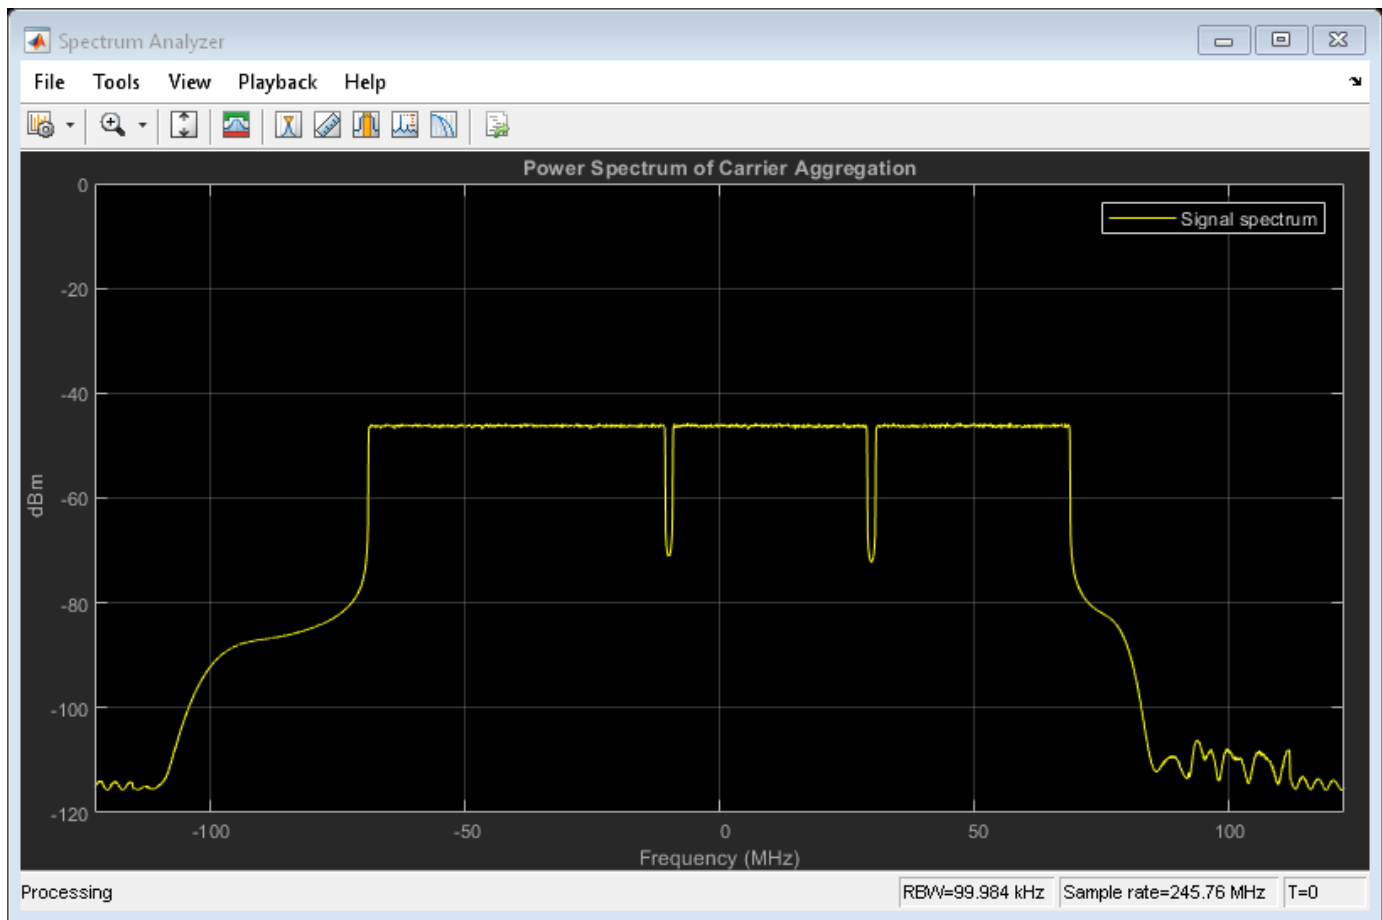 Spectrum Analyzer
File Tools View Playback Help
Power Spectrum of Carrier Aggregation
Signal spectrum
0
-20
-40
-60
-80
-100
-120
dBm
-100 -50 0 50 100
Frequency (MHz)
Processing RBW=99.984 kHz Sample rate=245.76 MHz T=0